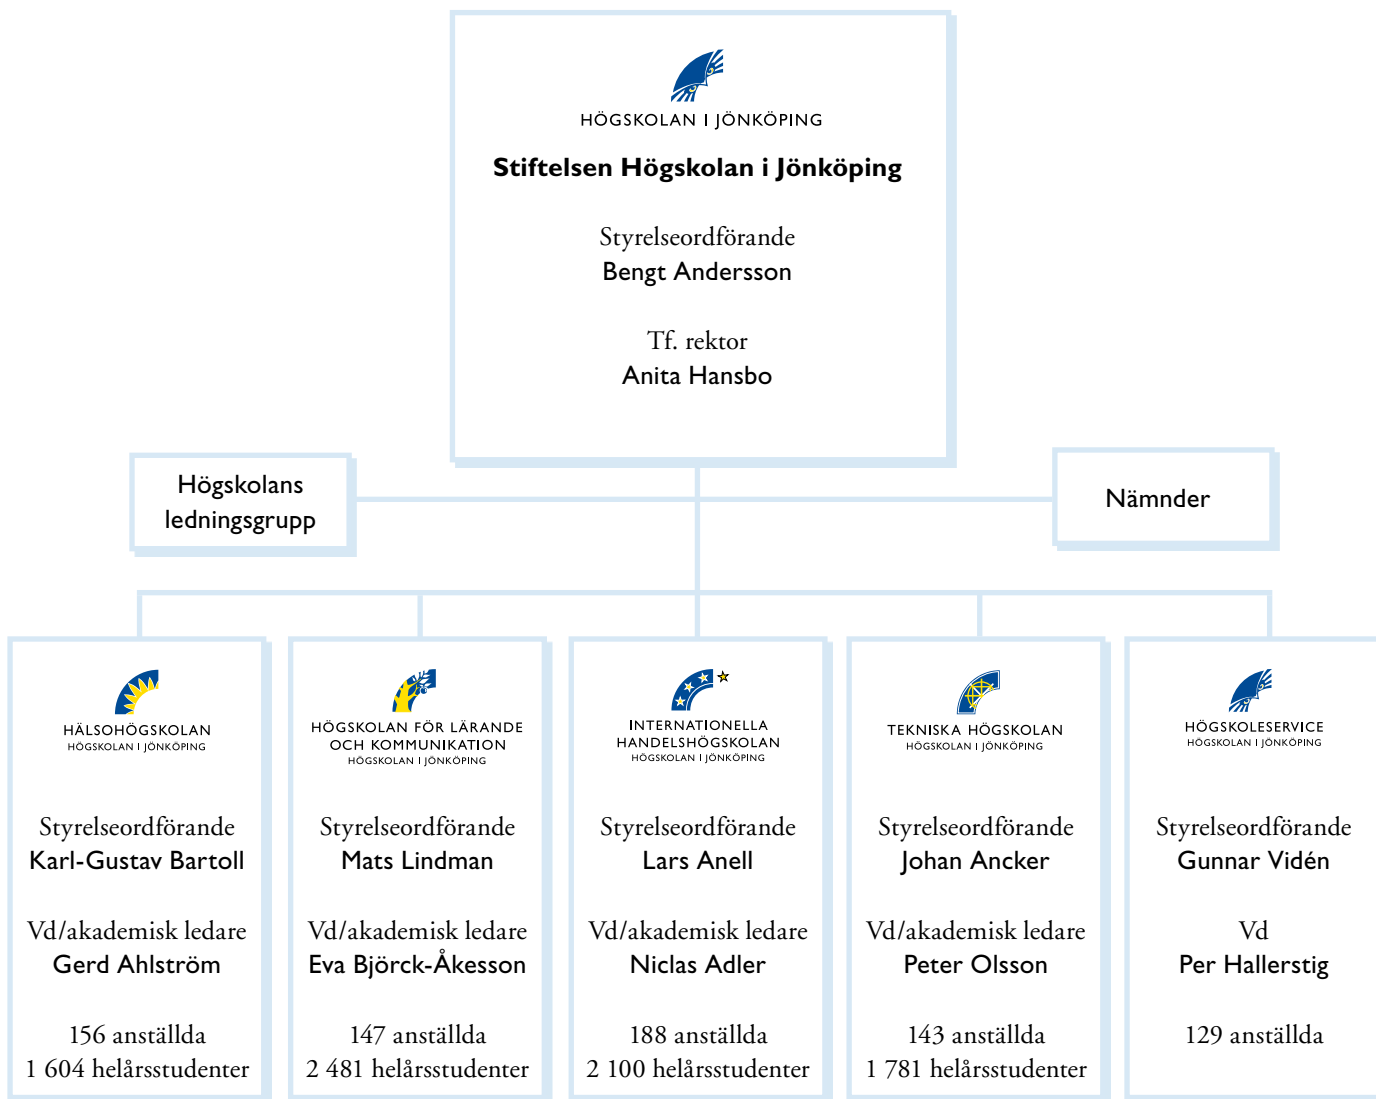 HÖGSKOLAN I JÖNKÖPING
Stiftelsen Högskolan i Jönköping
Styrelseordförande
Bengt Andersson
Tf. rektor
Anita Hansbo
Högskolans
ledningsgrupp
Nämnder
HÄLSOHÖGSKOLAN
HÖGSKOLAN I JÖNKÖPING
Styrelseordförande
Karl-Gustav Bartoll
Vd/akademisk ledare
Gerd Ahlström
156 anställda
1 604 helårsstudenter
HÖGSKOLAN FÖR LÄRANDE
OCH KOMMUNIKATION
HÖGSKOLAN I JÖNKÖPING
Styrelseordförande
Mats Lindman
Vd/akademisk ledare
Eva Björck-Åkesson
147 anställda
2 481 helårsstudenter
INTERNATIONELLA
HANDELSHÖGSKOLAN
HÖGSKOLAN I JÖNKÖPING
Styrelseordförande
Lars Anell
Vd/akademisk ledare
Niclas Adler
188 anställda
2 100 helårsstudenter
TEKNISKA HÖGSKOLAN
HÖGSKOLAN I JÖNKÖPING
Styrelseordförande
Johan Ancker
Vd/akademisk ledare
Peter Olsson
143 anställda
1 781 helårsstudenter
HÖGSKOLESERVICE
HÖGSKOLAN I JÖNKÖPING
Styrelseordförande
Gunnar Vidén
Vd
Per Hallerstig
129 anställda